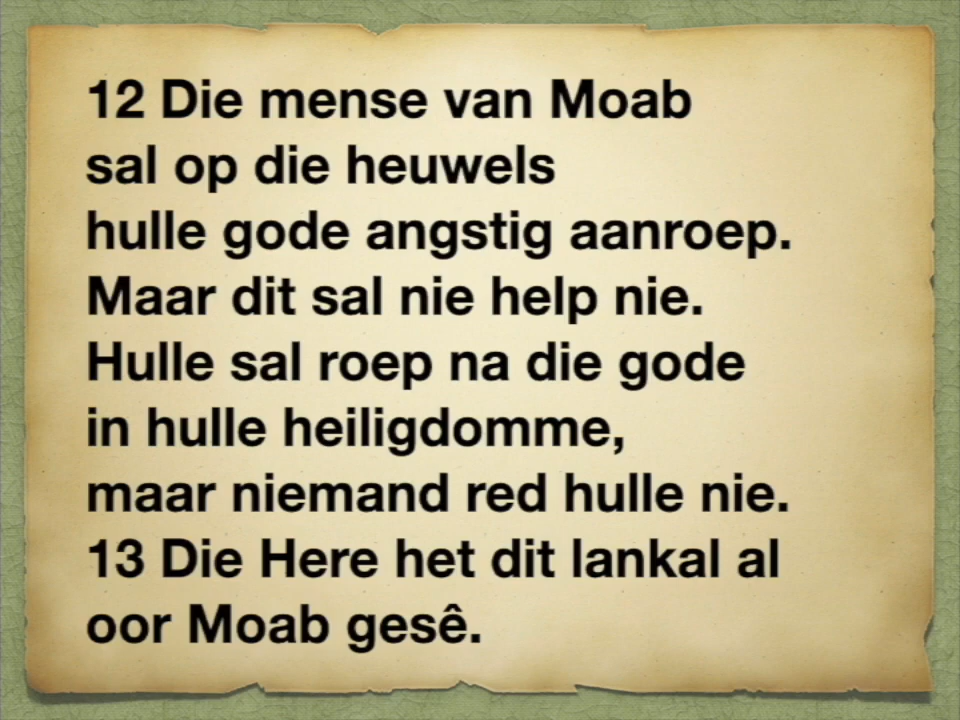 12 Die mense van Moab
sal op die heuwels
hulle gode angstig aanroep.
Maar dit sal nie help nie.
Hulle sal roep na die gode
in hulle heiligdomme,
maar niemand red hulle nie.
13 Die Here het dit lankal al
oor Moab gesê.